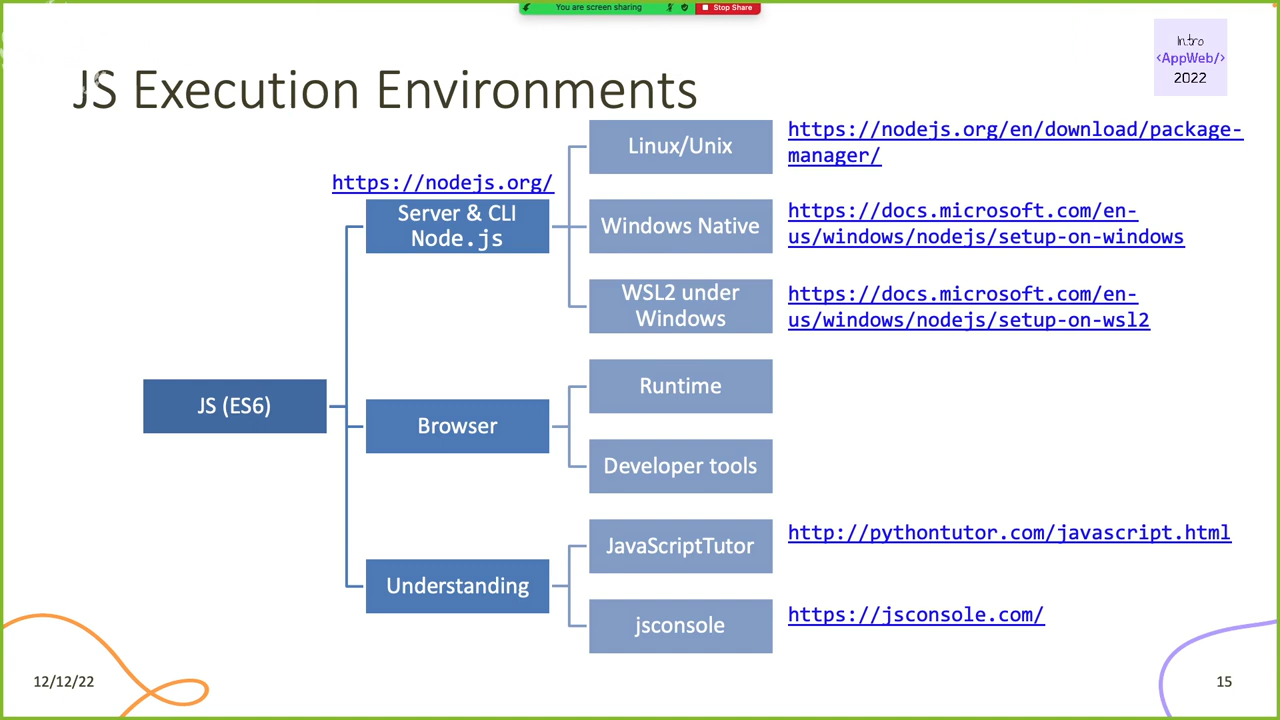 You are screen sharing
Stop Share
Intro
<AppWeb/>
2022
JS Execution Environments
Linux/Unix
https://nodejs.org/en/download/package-
manager/
https://nodejs.org/
Server & CLI
Node.js
Windows Native
https://docs.microsoft.com/en-
us/windows/nodejs/setup-on-windows
WSL2 under
Windows
https://docs.microsoft.com/en-
us/windows/nodejs/setup-on-wsl2
JS (ES6)
Browser
Runtime
Developer tools
Understanding
JavaScriptTutor
http://pythontutor.com/javascript.html
jsconsole
https://jsconsole.com/
12/12/22
15